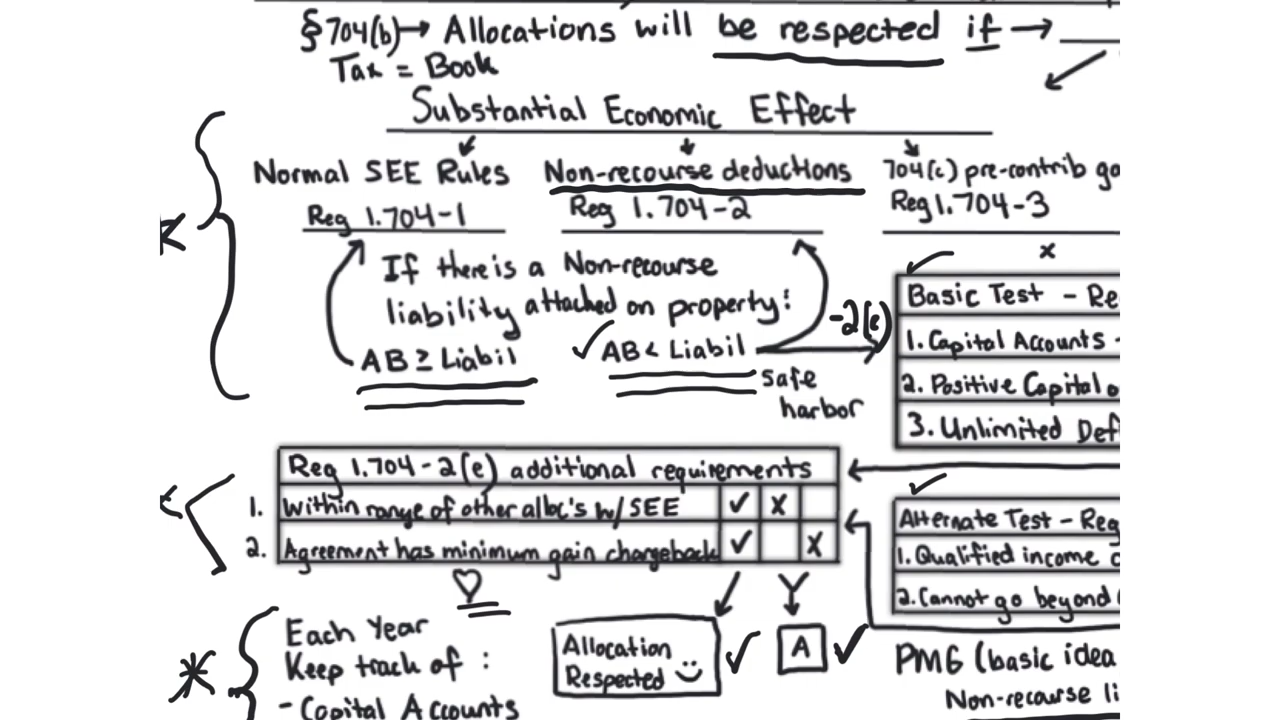 §704(b)→ Allocations will be respected if →
Tax = Book
Substantial Economic Effect
Normal SEE Rules
Reg 1.704-1
Non-recourse deductions
Reg 1.704-2
704(c) pre-contrib
Reg 1.704-3
x
If there is a Non-recourse
liability attached on property:
AB ≥ Liabil
✓ AB < Liabil
-2(e)
safe
harbor
✓
Basic Test - Re
1. Capital Accounts -
2. Positive Capital
3. Unlimited Def
Reg 1.704-2(e) additional requirements
1. Within range of other alloc's w/ SEE ✓ X
2. Agreement has minimum gain chargeback ✓ X
✓
Alternate Test - Reg
1. Qualified income
2. Cannot go beyond
Allocation
Respected ✓
A ✓
Each Year
Keep track of :
- Capital Accounts
PMG (basic idea
Non-recourse li